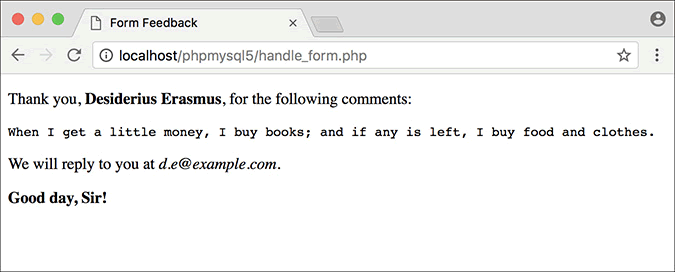 Form Feedback
localhost/phpmysql5/handle_form.php
Thank you, Desiderius Erasmus, for the following comments:
When I get a little money, I buy books; and if any is left, I buy food and clothes.
We will reply to you at d.e@example.com.
Good day, Sir!